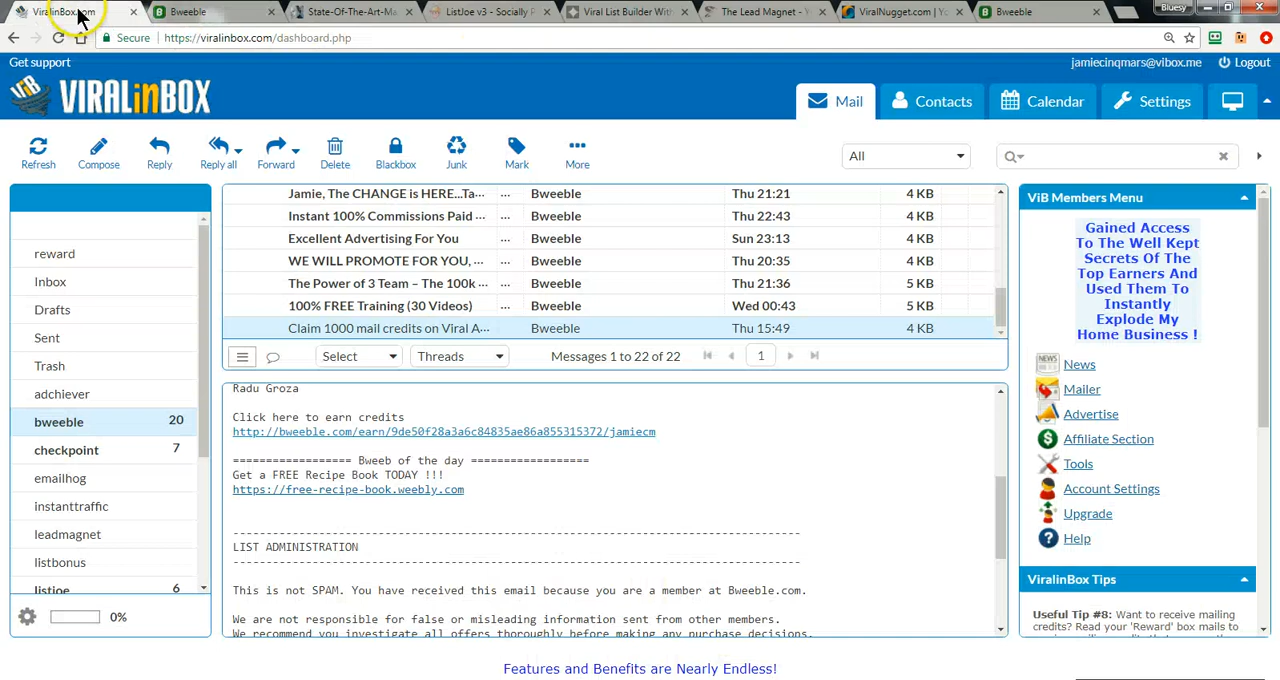 ViralinBox.com
Bweeble
State-Of-The-Art-Ma
ListJoe v3 - Socially F
Viral List Builder With
The Lead Magnet - Y
ViralNugget.com | Yo
Bweeble
Bluesy
Secure
https://viralinbox.com/dashboard.php
Get support
jamiecinqmars@vibox.me
Logout
ViB VIRALinBOX
Mail
Contacts
Calendar
Settings
Refresh
Compose
Reply
Reply all
Forward
Delete
Blackbox
Junk
Mark
More
All
reward
Inbox
Drafts
Sent
Trash
adchiever
bweeble 20
checkpoint 7
emailhog
instanttraffic
leadmagnet
listbonus
listjoe 6
0%
Jamie, The CHANGE is HERE...Ta... ... Bweeble Thu 21:21 4 KB
Instant 100% Commissions Paid ... ... Bweeble Thu 22:43 4 KB
Excellent Advertising For You ... Bweeble Sun 23:13 4 KB
WE WILL PROMOTE FOR YOU, ... ... Bweeble Thu 20:35 4 KB
The Power of 3 Team – The 100k ... ... Bweeble Thu 21:36 5 KB
100% FREE Training (30 Videos) ... Bweeble Wed 00:43 5 KB
Claim 1000 mail credits on Viral A... Bweeble Thu 15:49 4 KB
Select
Threads
Messages 1 to 22 of 22
1
Radu Groza
Click here to earn credits
http://bweeble.com/earn/9de50f28a3a6c84835ae86a855315372/jamiecm
================= Bweeb of the day =================
Get a FREE Recipe Book TODAY !!!
https://free-recipe-book.weebly.com
--------------------------------------------------------------------------------
LIST ADMINISTRATION
--------------------------------------------------------------------------------
This is not SPAM. You have received this email because you are a member at Bweeble.com.
We are not responsible for false or misleading information sent from other members.
We recommend you investigate all offers thoroughly before making any purchase decisions.
ViB Members Menu
Gained Access
To The Well Kept
Secrets Of The
Top Earners And
Used Them To
Instantly
Explode My
Home Business !
NEWS
News
Mailer
Advertise
Affiliate Section
Tools
Account Settings
Upgrade
Help
ViralinBox Tips
Useful Tip #8: Want to receive mailing
credits? Read your 'Reward' box mails to
Features and Benefits are Nearly Endless!